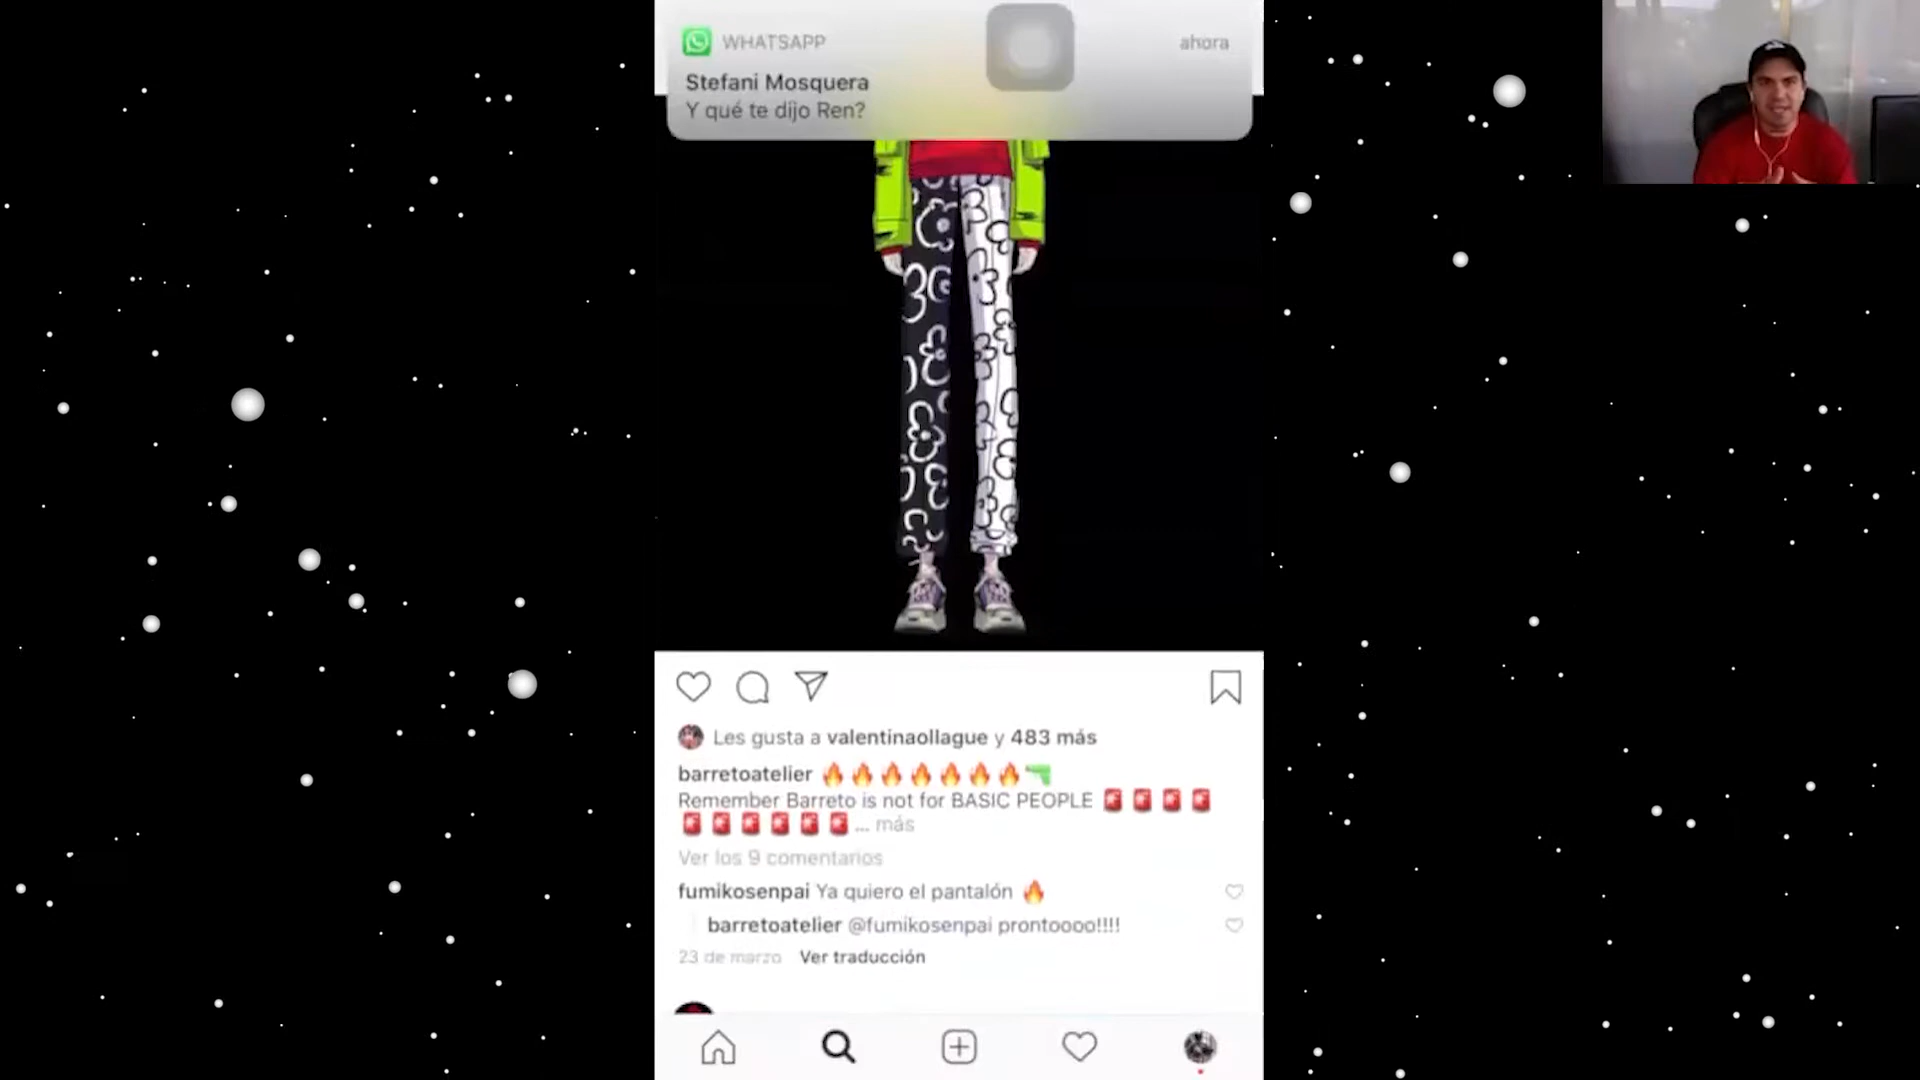 WHATSAPP
ahora
Stefani Mosquera
Y qué te dijo Ren?
Les gusta a valentinaollague y 483 más
barretoatelier 🔥🔥🔥🔥🔥🔥🔥🔫
Remember Barreto is not for BASIC PEOPLE 🚨🚨🚨🚨
🚨🚨🚨🚨🚨🚨... más
Ver los 9 comentarios
fumikosenpai Ya quiero el pantalón 🔥
barretoatelier @fumikosenpai prontoooo!!!!
23 de marzo Ver traducción